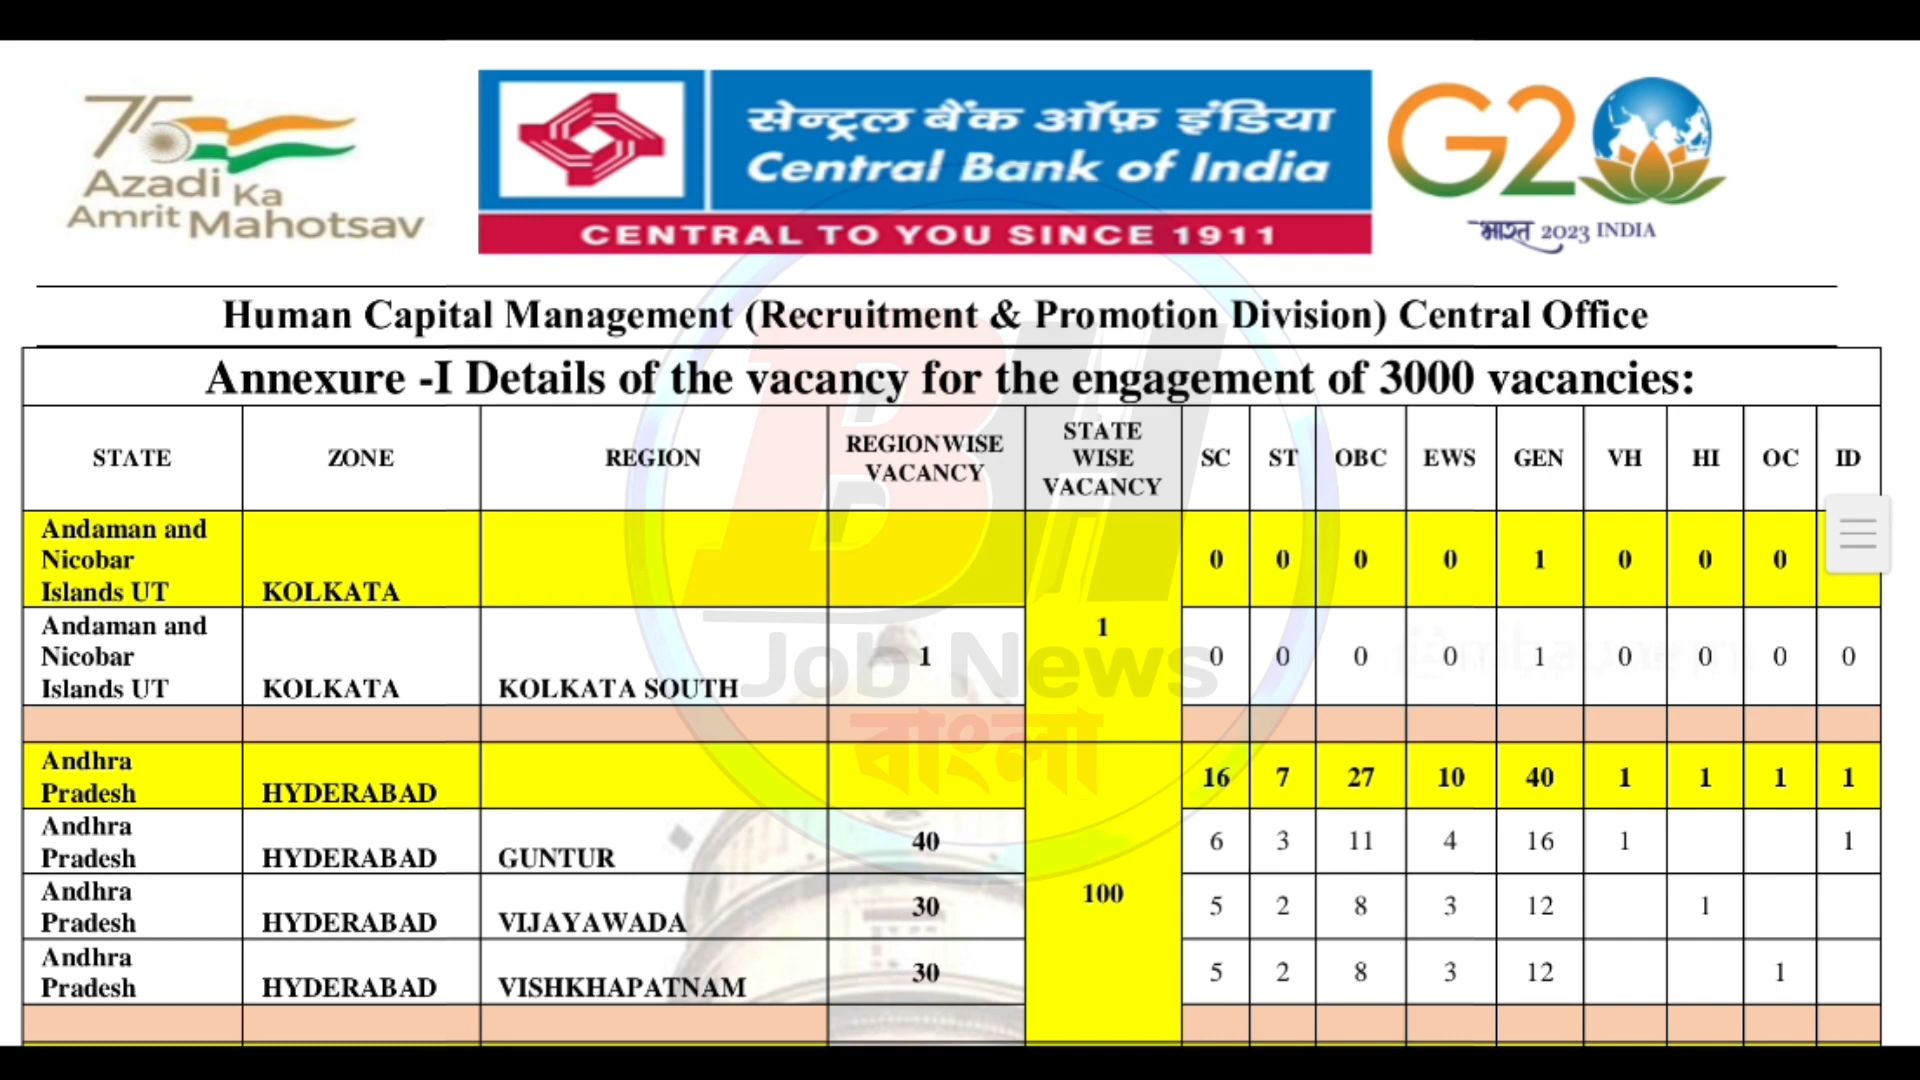 75
Azadi Ka
Amrit Mahotsav
सेन्ट्रल बैंक ऑफ़ इंडिया
Central Bank of India
CENTRAL TO YOU SINCE 1911
G20
भारत 2023 INDIA
Human Capital Management (Recruitment & Promotion Division) Central Office
Annexure -I Details of the vacancy for the engagement of 3000 vacancies:
STATE ZONE REGION REGIONWISE VACANCY STATE WISE VACANCY SC ST OBC EWS GEN VH HI OC ID
Andaman and Nicobar Islands UT KOLKATA 0 0 0 0 1 0 0 0
1
Andaman and Nicobar Islands UT KOLKATA KOLKATA SOUTH 1 0 0 0 0 1 0 0 0 0
Andhra Pradesh HYDERABAD 16 7 27 10 40 1 1 1 1
Andhra Pradesh HYDERABAD GUNTUR 40 6 3 11 4 16 1 1
100
Andhra Pradesh HYDERABAD VIJAYAWADA 30 5 2 8 3 12 1
Andhra Pradesh HYDERABAD VISHKHAPATNAM 30 5 2 8 3 12 1
BH
Job News
বাংলা